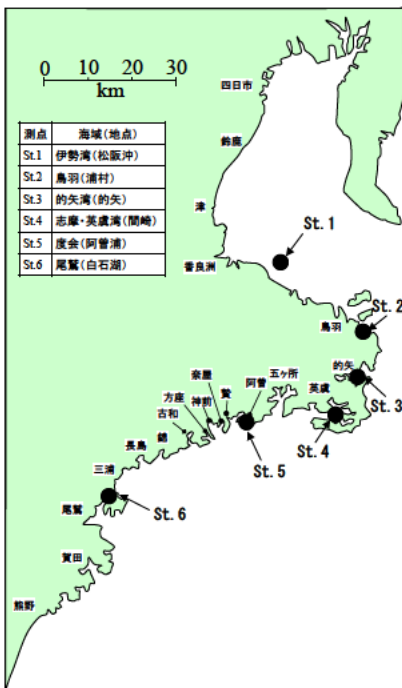 0 10 20 30
km
四日市
鈴鹿
津
香良洲
測点 海域(地点)
St.1 伊勢湾(松阪沖)
St.2 鳥羽(浦村)
St.3 的矢湾(的矢)
St.4 志摩・英虞湾(間崎)
St.5 度会(阿曽浦)
St.6 尾鷲(白石湖)
St.1
St.2
鳥羽
的矢
St.3
英虞
St.4
五ヶ所
阿曽
St.5
贄
奈屋
神前
方座
古和
錦
長島
三浦
St.6
尾鷲
賀田
熊野